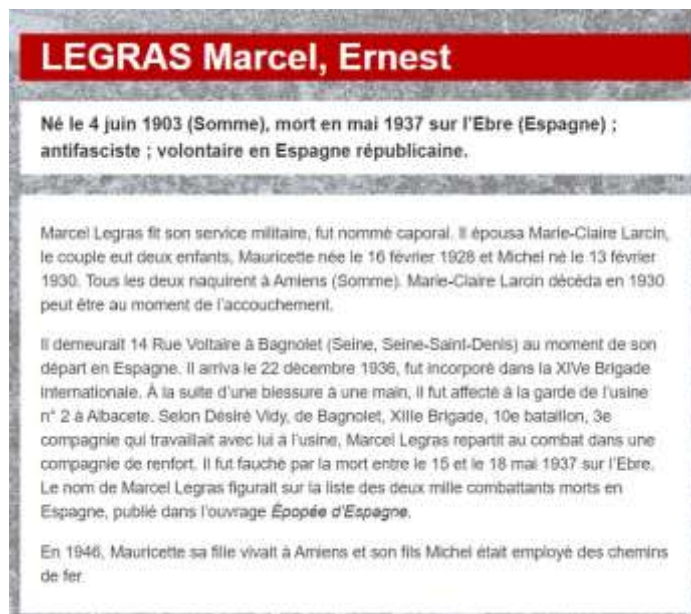 LEGRAS Marcel, Ernest
Né le 4 juin 1903 (Somme), mort en mai 1937 sur l'Ebre (Espagne) ;
antifasciste ; volontaire en Espagne républicaine.
Marcel Legras fit son service militaire, fut nommé caporal. Il épousa Marie-Claire Larcin,
le couple eut deux enfants, Mauricette née le 16 février 1928 et Michel né le 13 février
1930. Tous les deux naquirent à Amiens (Somme). Marie-Claire Larcin décéda en 1930
peut être au moment de l'accouchement.
Il demeurait 14 Rue Voltaire à Bagnolet (Seine, Seine-Saint-Denis) au moment de son
départ en Espagne. Il arriva le 22 décembre 1936, fut incorporé dans la XIVe Brigade
Internationale. À la suite d'une blessure à une main, il fut affecté à la garde de l'usine
n° 2 à Albacete. Selon Désiré Vidy, de Bagnolet, XIIIe Brigade, 10e bataillon, 3e
compagnie qui travaillait avec lui à l'usine, Marcel Legras repartit au combat dans une
compagnie de renfort. Il fut fauché par la mort entre le 15 et le 18 mai 1937 sur l'Ebre.
Le nom de Marcel Legras figurait sur la liste des deux mille combattants morts en
Espagne, publié dans l'ouvrage Épopée d'Espagne.
En 1946, Mauricette sa fille vivait à Amiens et son fils Michel était employé des chemins
de fer.